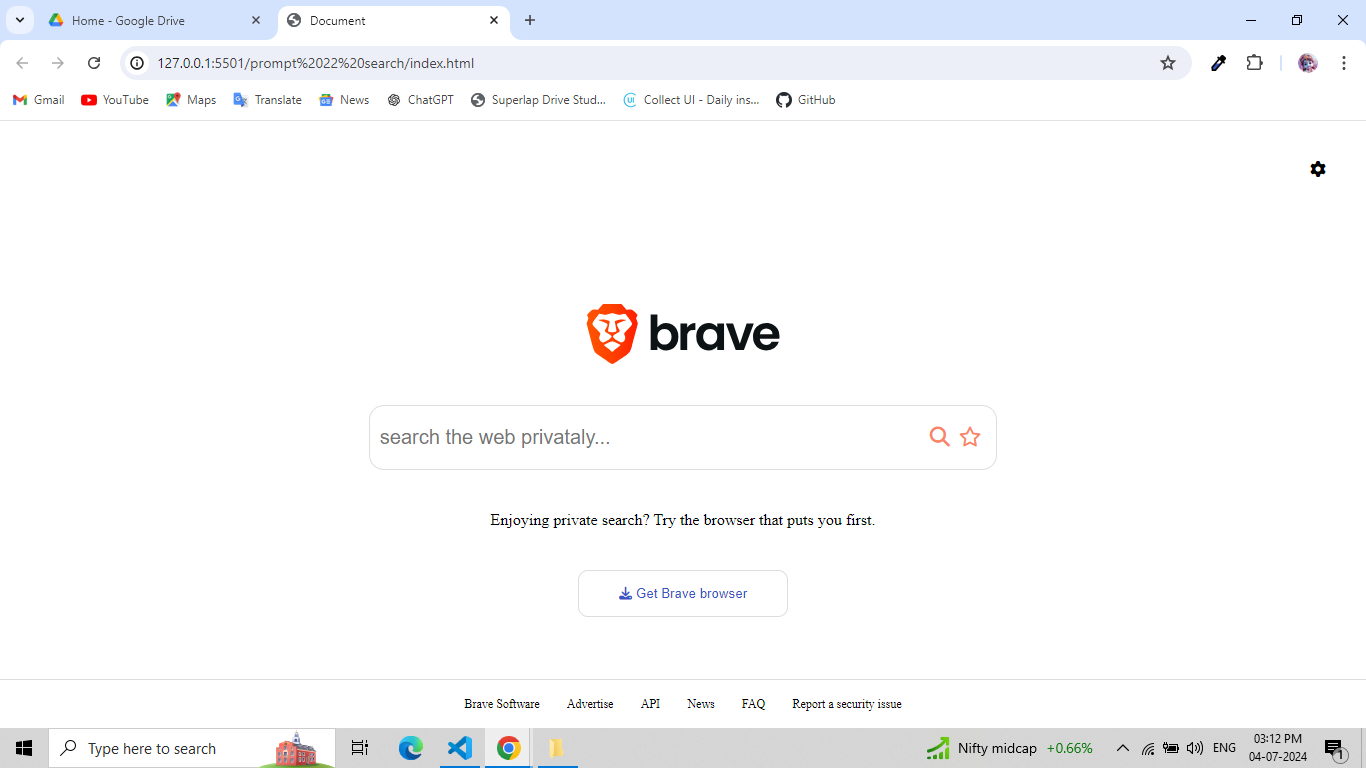 Home - Google Drive
Document
127.0.0.1:5501/prompt%2022%20search/index.html
Gmail
YouTube
Maps
Translate
News
ChatGPT
Superlap Drive Stud...
UI
Collect UI - Daily ins...
GitHub
brave
search the web privataly...
Enjoying private search? Try the browser that puts you first.
Get Brave browser
Brave Software
Advertise
API
News
FAQ
Report a security issue
Type here to search
Nifty midcap +0.66%
ENG
03:12 PM
04-07-2024
1